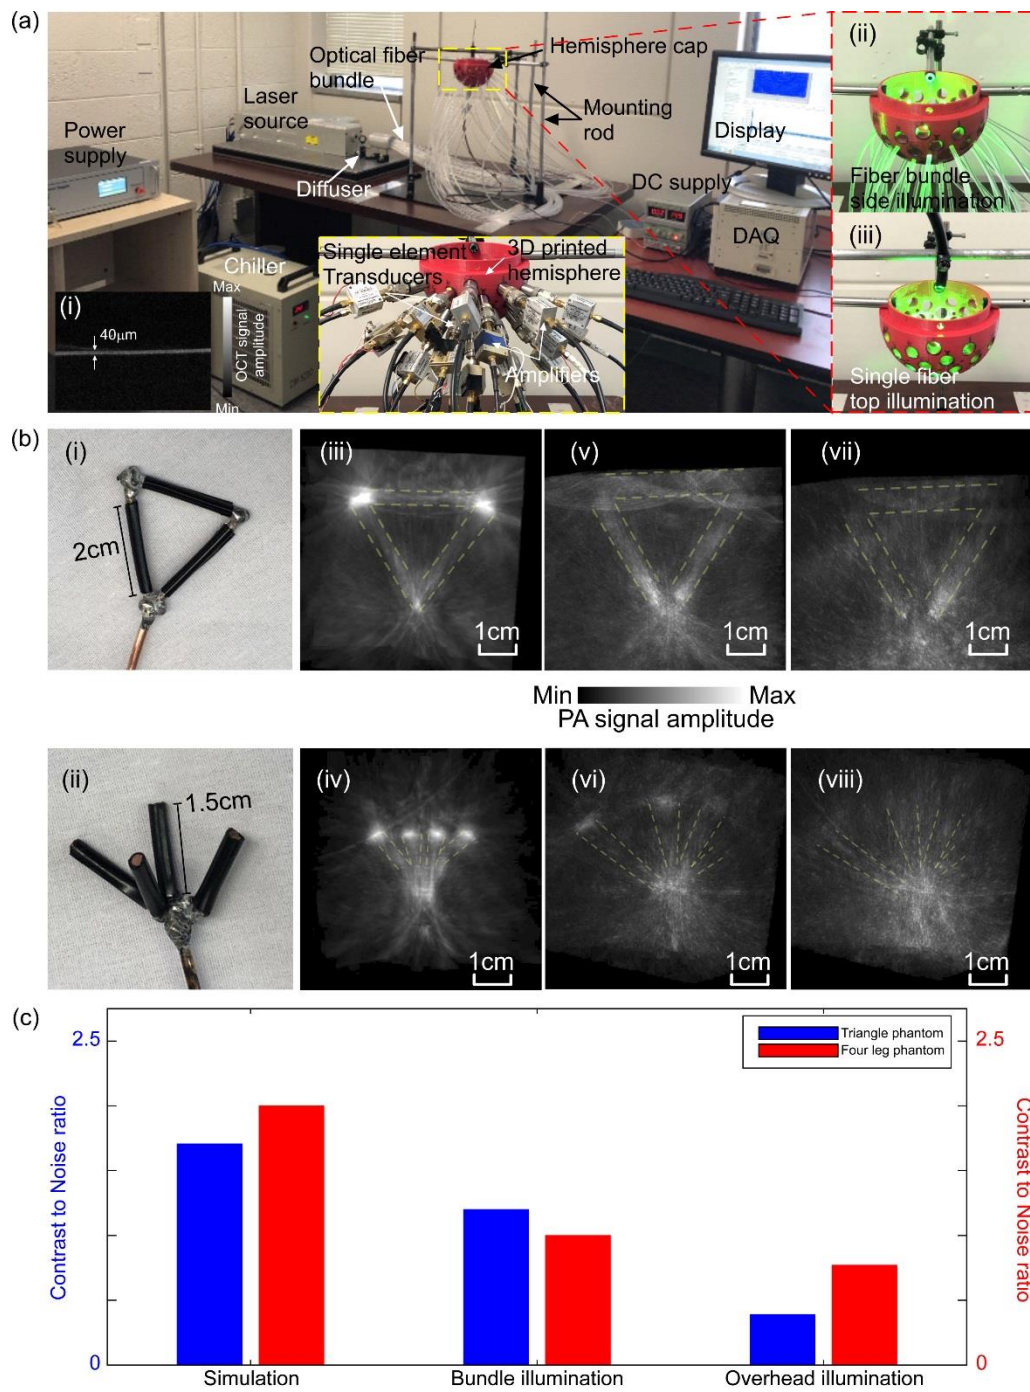 (a)
Optical fiber
bundle
Hemisphere cap
Laser
source
Mounting
rod
Power
supply
Display
Diffuser
DC supply
DAQ
Chiller
Single element
Transducers
3D printed
hemisphere
Amplifiers
(i)
40µm
Max
OCT signal
amplitude
Min
(ii)
Fiber bundle
side illumination
(iii)
Single fiber
top illumination
(b)
(i)
2cm
(iii)
1cm
(v)
1cm
(vii)
1cm
Min Max
PA signal amplitude
(ii)
1.5cm
(iv)
1cm
(vi)
1cm
(viii)
1cm
(c)
2.5
2.5
Triangle phantom
Four leg phantom
Contrast to Noise ratio
Contrast to Noise ratio
0
0
Simulation Bundle illumination Overhead illumination